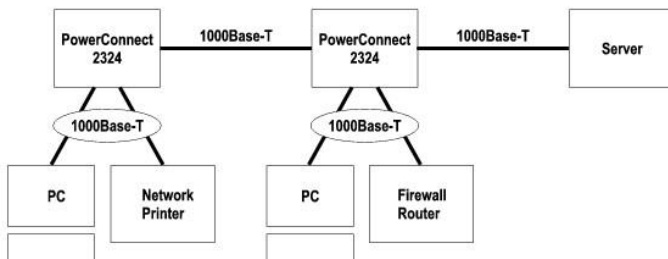 PowerConnect
2324
1000Base-T
PowerConnect
2324
1000Base-T
Server
1000Base-T
1000Base-T
PC
Network
Printer
PC
Firewall
Router